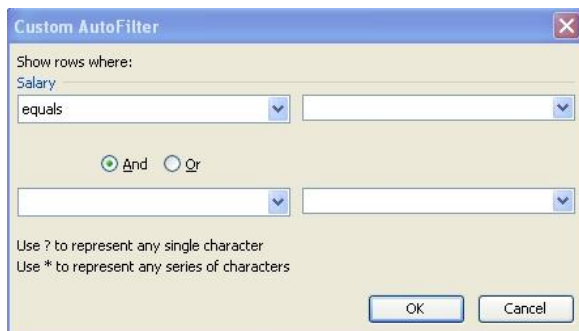 Custom AutoFilter
Show rows where:
Salary
equals
And Or
Use ? to represent any single character
Use * to represent any series of characters
OK Cancel